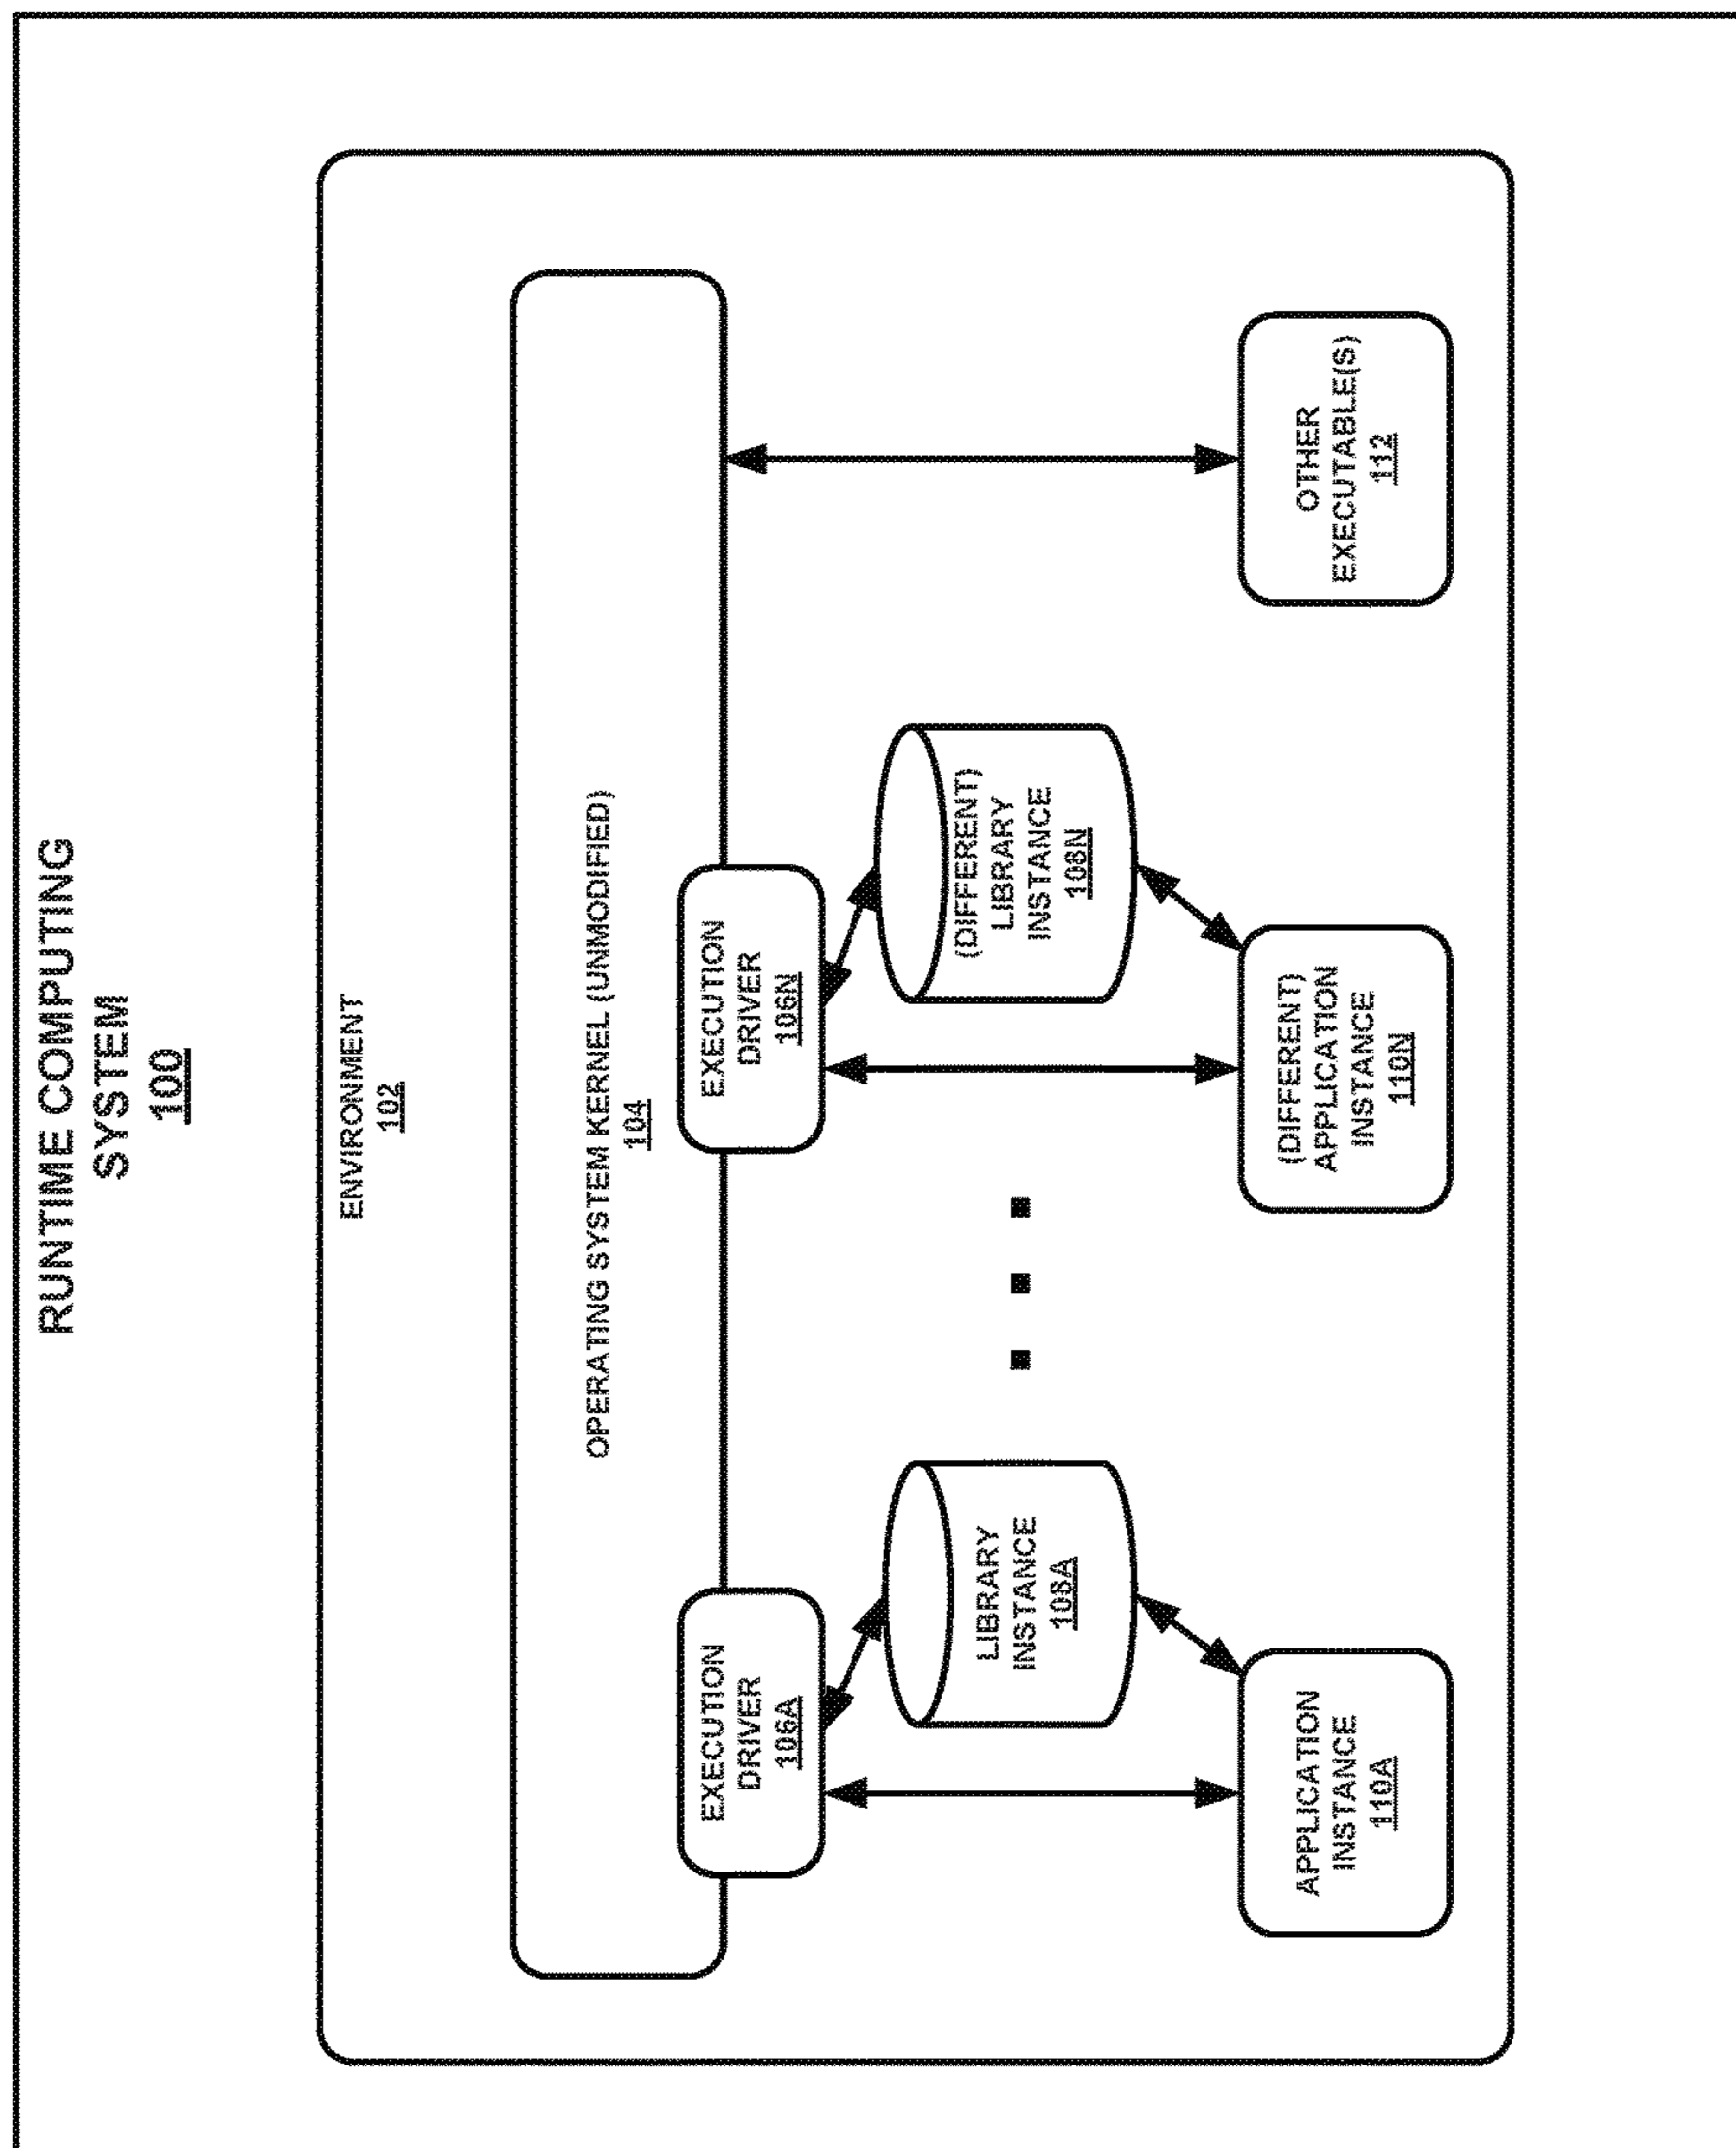 RUNTIME COMPUTING
SYSTEM
100
ENVIRONMENT
102
OPERATING SYSTEM KERNEL (UNMODIFIED)
104
EXECUTION
DRIVER
106A
EXECUTION
DRIVER
106N
LIBRARY
INSTANCE
108A
(DIFFERENT)
LIBRARY
INSTANCE
108N
APPLICATION
INSTANCE
110A
(DIFFERENT)
APPLICATION
INSTANCE
110N
OTHER
EXECUTABLE(S)
112